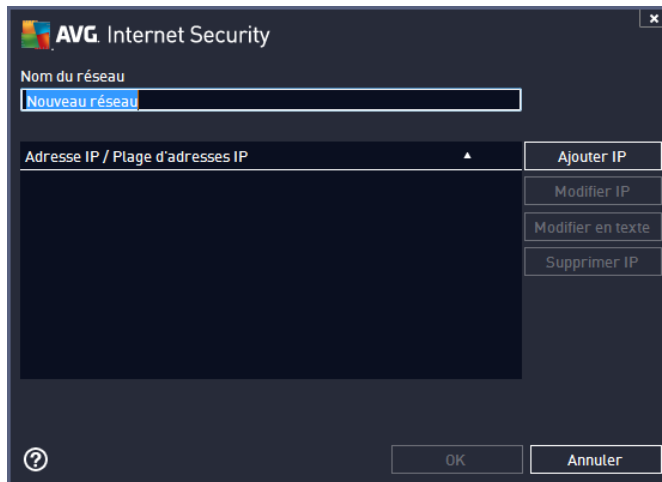 AVG. Internet Security
Nom du réseau
Nouveau réseau
Adresse IP / Plage d'adresses IP
Ajouter IP
Modifier IP
Modifier en texte
Supprimer IP
OK
Annuler